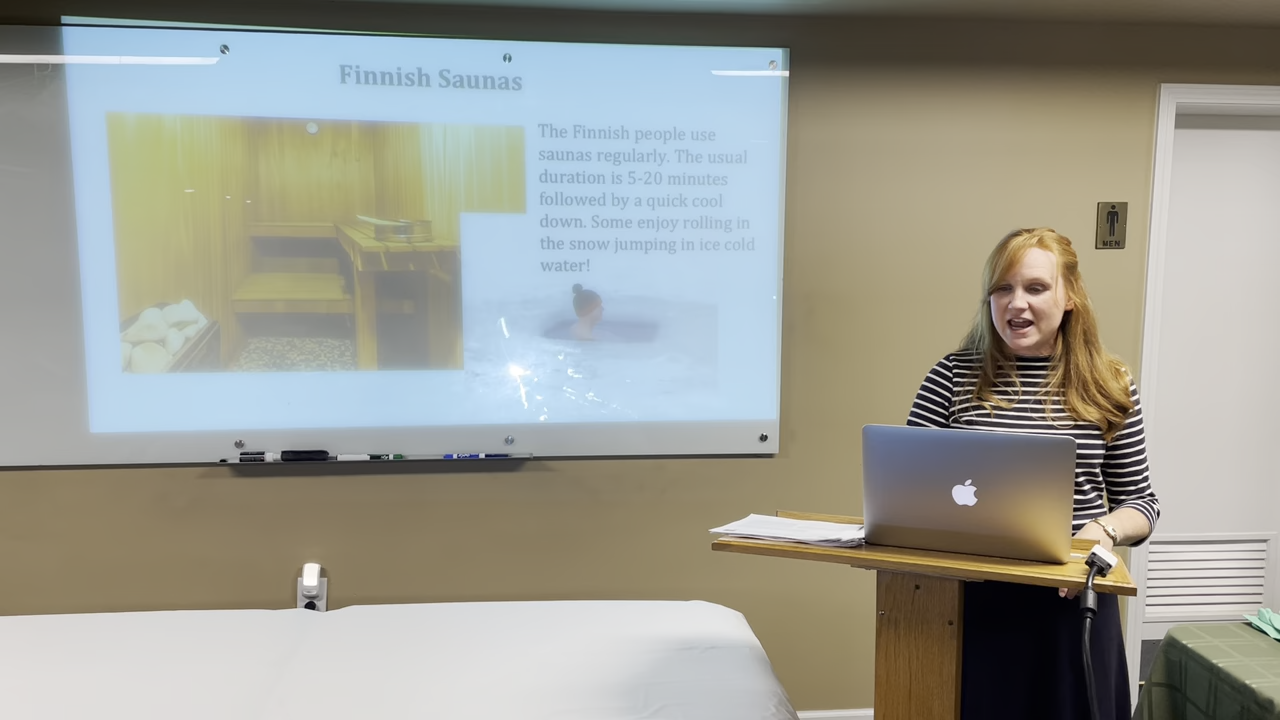 Finnish Saunas
The Finnish people use
saunas regularly. The usual
duration is 5-20 minutes
followed by a quick cool
down. Some enjoy rolling in
the snow jumping in ice cold
water!
MEN